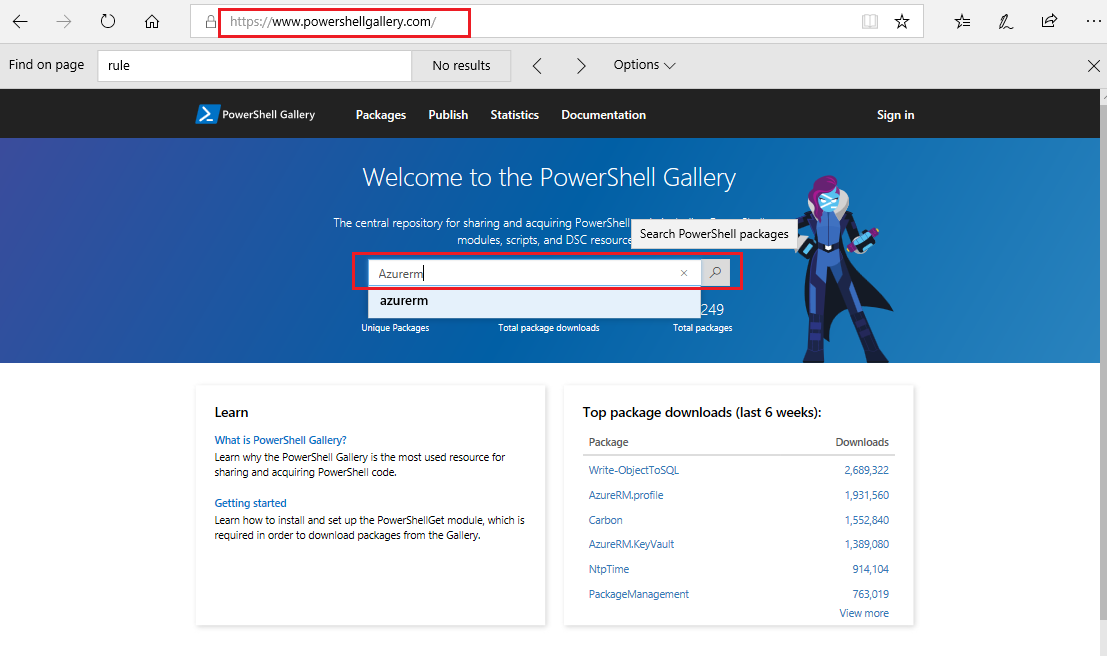 https://www.powershellgallery.com/
Find on page rule No results Options
PowerShell Gallery Packages Publish Statistics Documentation Sign in
Welcome to the PowerShell Gallery
The central repository for sharing and acquiring PowerShell
modules, scripts, and DSC resource
Search PowerShell packages
Azurerm
azurerm
249
Unique Packages Total package downloads Total packages
Learn
What is PowerShell Gallery?
Learn why the PowerShell Gallery is the most used resource for
sharing and acquiring PowerShell code.
Getting started
Learn how to install and set up the PowerShellGet module, which is
required in order to download packages from the Gallery.
Top package downloads (last 6 weeks):
Package Downloads
Write-ObjectToSQL 2,689,322
AzureRM.profile 1,931,560
Carbon 1,552,840
AzureRM.KeyVault 1,389,080
NtpTime 914,104
PackageManagement 763,019
View more